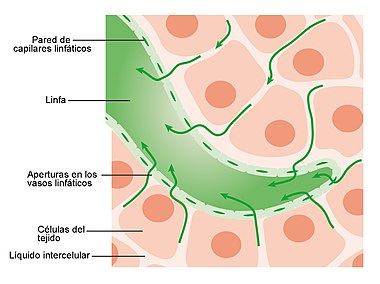 Pared de
capilares linfáticos
Linfa
Aperturas en los
vasos linfáticos
Células del
tejido
Líquido intercelular